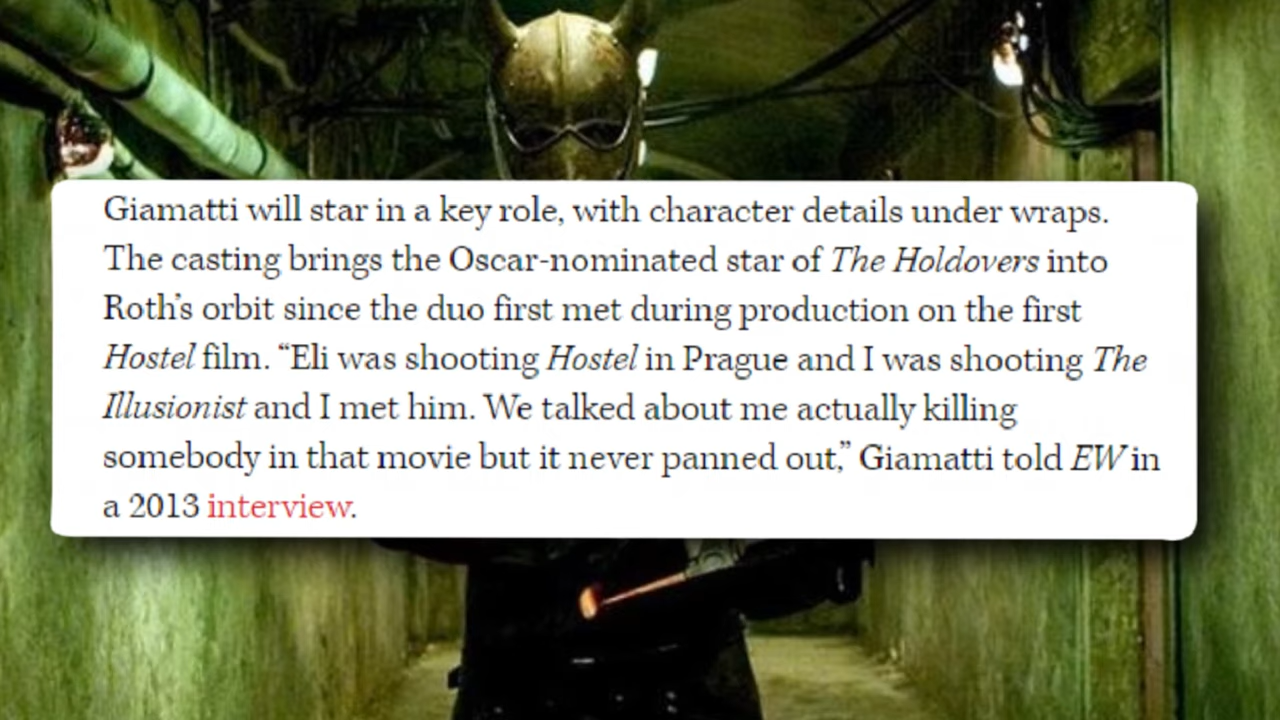 Giamatti will star in a key role, with character details under wraps.
The casting brings the Oscar-nominated star of The Holdovers into
Roth’s orbit since the duo first met during production on the first
Hostel film. “Eli was shooting Hostel in Prague and I was shooting The
Illusionist and I met him. We talked about me actually killing
somebody in that movie but it never panned out,” Giamatti told EW in
a 2013 interview.